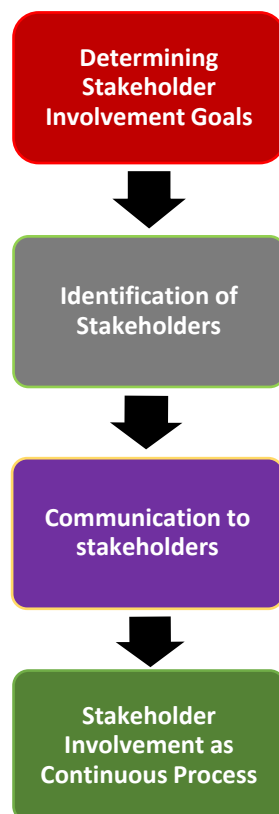 Determining
Stakeholder
Involvement Goals
Identification of
Stakeholders
Communication to
stakeholders
Stakeholder
Involvement as
Continuous Process